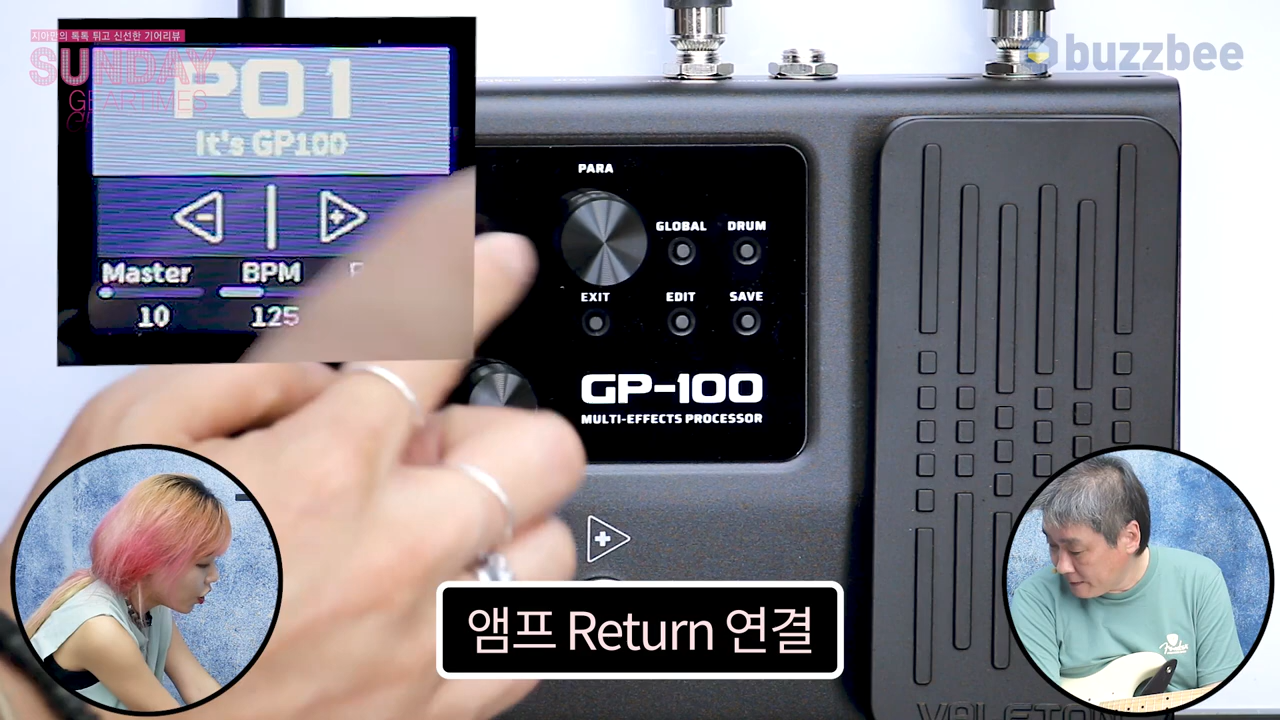 지아만의 톡톡 튀고 신선한 기어리뷰
SUNDAY
GEARTIMES
buzzbee
P01
It's GP100
-
+
Master
BPM
10
125
PARA
GLOBAL
DRUM
EXIT
EDIT
SAVE
GP-100
MULTI-EFFECTS PROCESSOR
+
앰프 Return 연결
Fender
VALETON